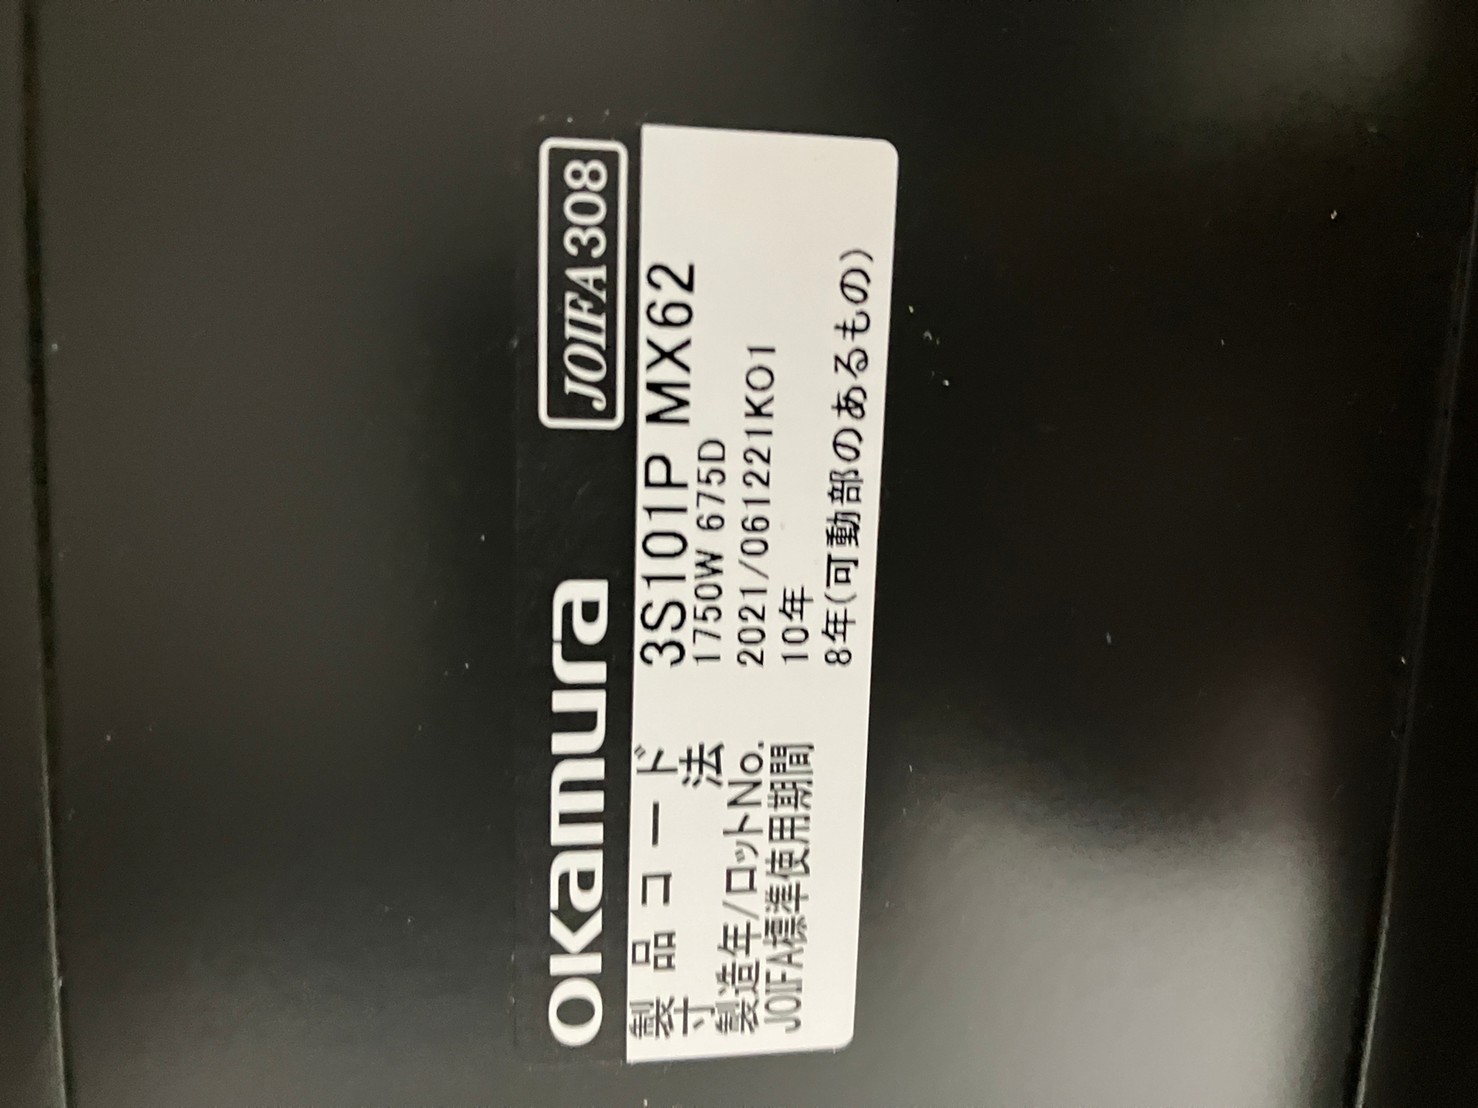 okamura JOIFA308
製品コード 3S101P MX62
寸法 1750W 675D
製造年/ロットNo. 2021/061221K01
JOIFA標準使用期間 10年
8年(可動部のあるもの)